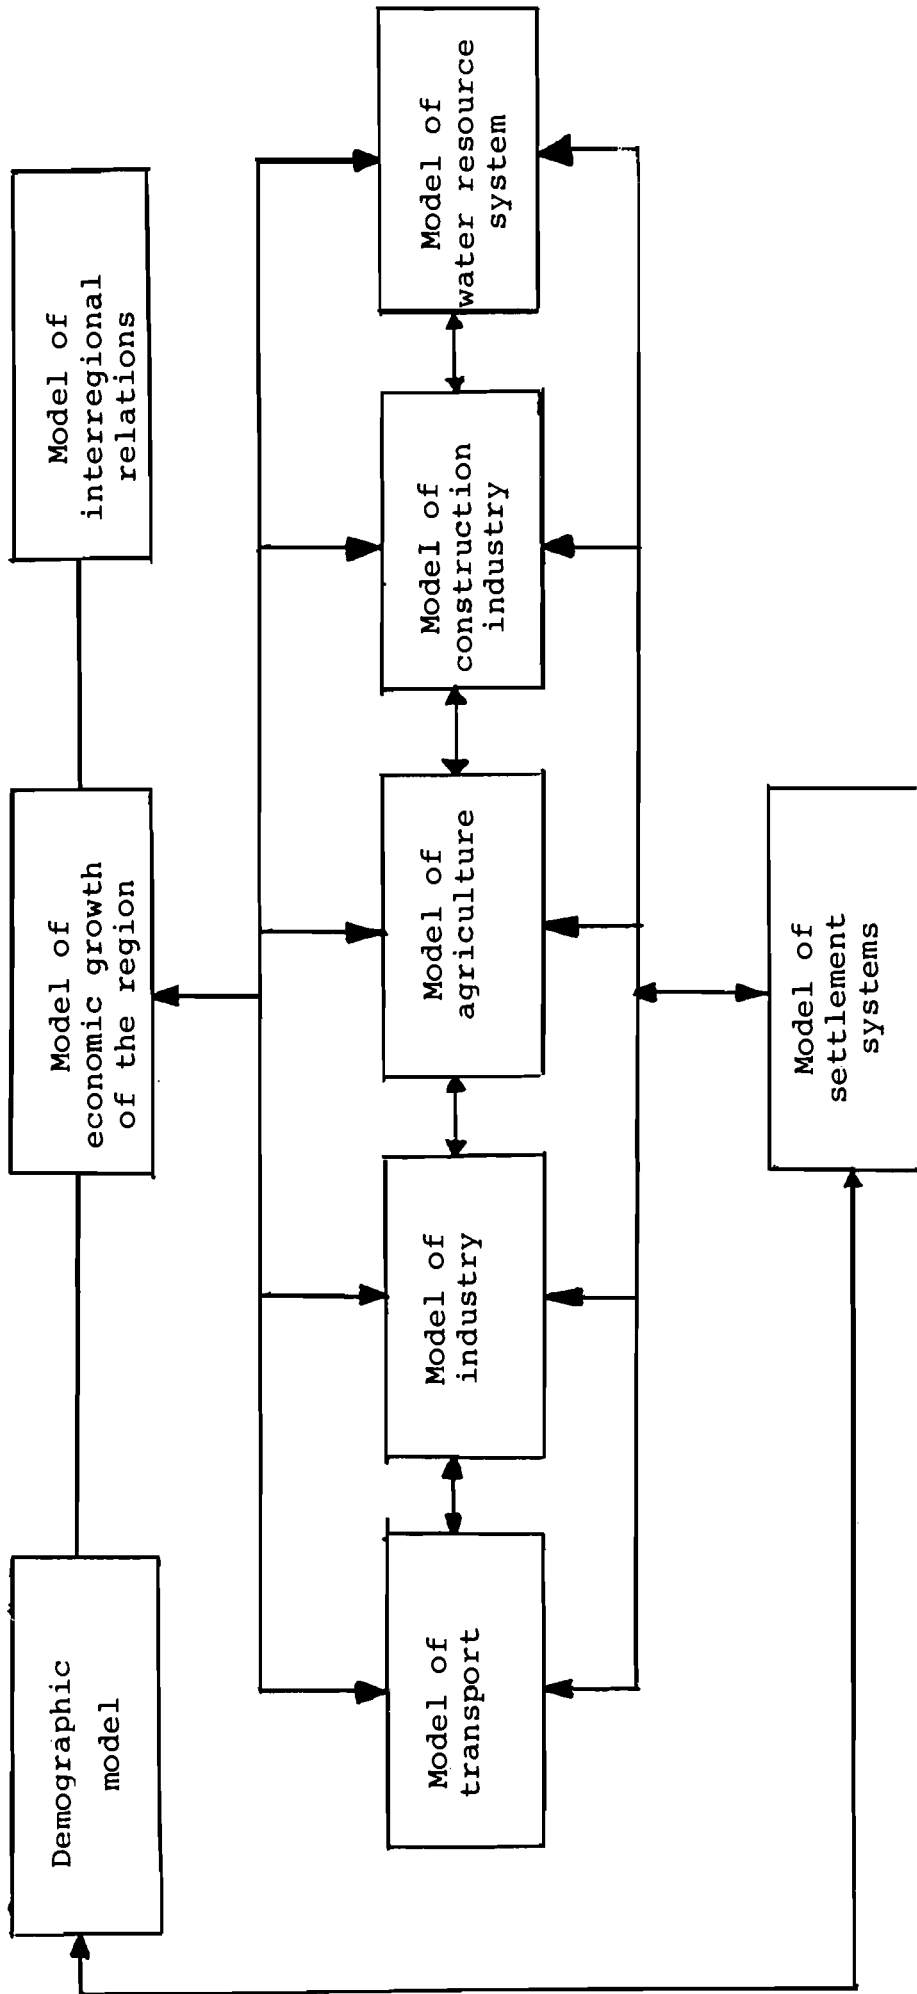 Demographic
model
Model of
economic growth
of the region
Model of
interregional
relations
Model of
transport
Model of
industry
Model of
agriculture
Model of
construction
industry
Model of
water resource
system
Model of
settlement
systems